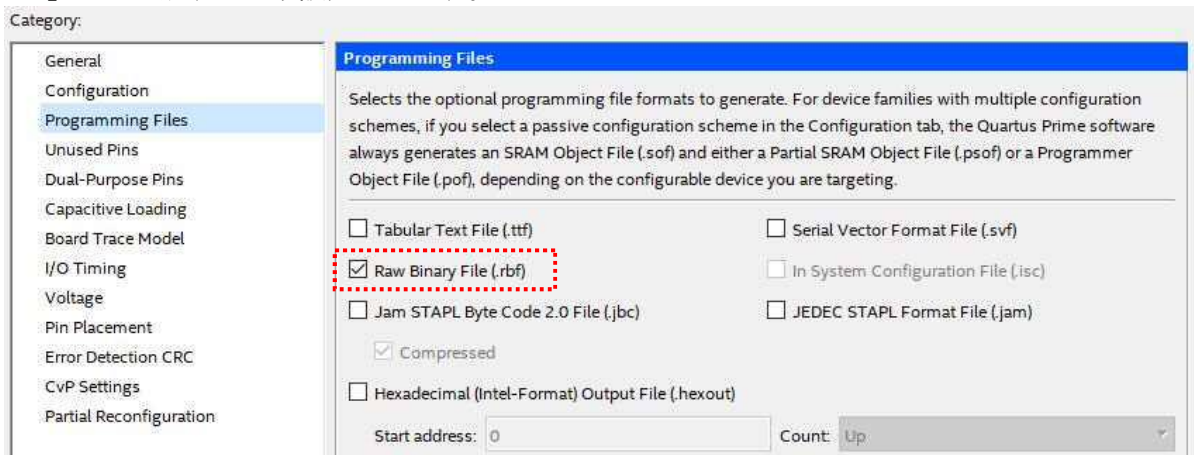 Category:
General
Configuration
Programming Files
Unused Pins
Dual-Purpose Pins
Capacitive Loading
Board Trace Model
I/O Timing
Voltage
Pin Placement
Error Detection CRC
CvP Settings
Partial Reconfiguration
Programming Files
Selects the optional programming file formats to generate. For device families with multiple configuration
schemes, if you select a passive configuration scheme in the Configuration tab, the Quartus Prime software
always generates an SRAM Object File (.sof) and either a Partial SRAM Object File (.psof) or a Programmer
Object File (.pof), depending on the configurable device you are targeting.
Tabular Text File (.ttf)
Serial Vector Format File (.svf)
Raw Binary File (.rbf)
In System Configuration File (.isc)
Jam STAPL Byte Code 2.0 File (.jbc)
JEDEC STAPL Format File (.jam)
Compressed
Hexadecimal (Intel-Format) Output File (.hexout)
Start address: 0
Count: Up